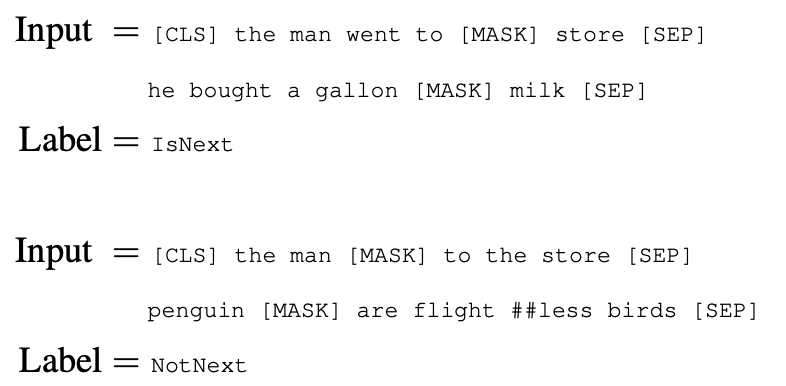 Input = [CLS] the man went to [MASK] store [SEP]
he bought a gallon [MASK] milk [SEP]
Label = IsNext
Input = [CLS] the man [MASK] to the store [SEP]
penguin [MASK] are flight ##less birds [SEP]
Label = NotNext